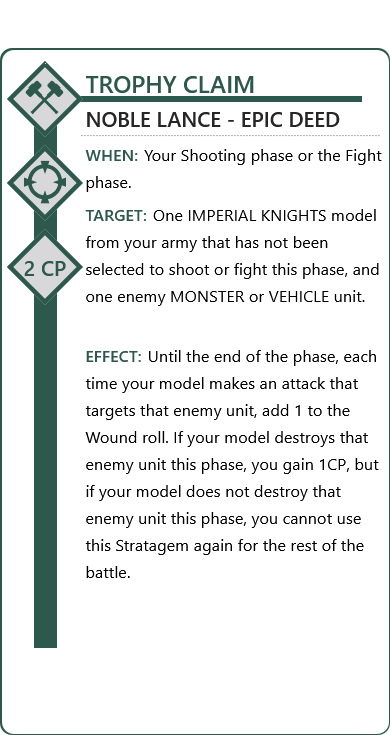 TROPHY CLAIM
NOBLE LANCE - EPIC DEED
WHEN: Your Shooting phase or the Fight
phase.
TARGET: One IMPERIAL KNIGHTS model
from your army that has not been
selected to shoot or fight this phase, and
2 CP
one enemy MONSTER or VEHICLE unit.
EFFECT: Until the end of the phase, each
time your model makes an attack that
targets that enemy unit, add 1 to the
Wound roll. If your model destroys that
enemy unit this phase, you gain 1CP, but
if your model does not destroy that
enemy unit this phase, you cannot use
this Stratagem again for the rest of the
battle.